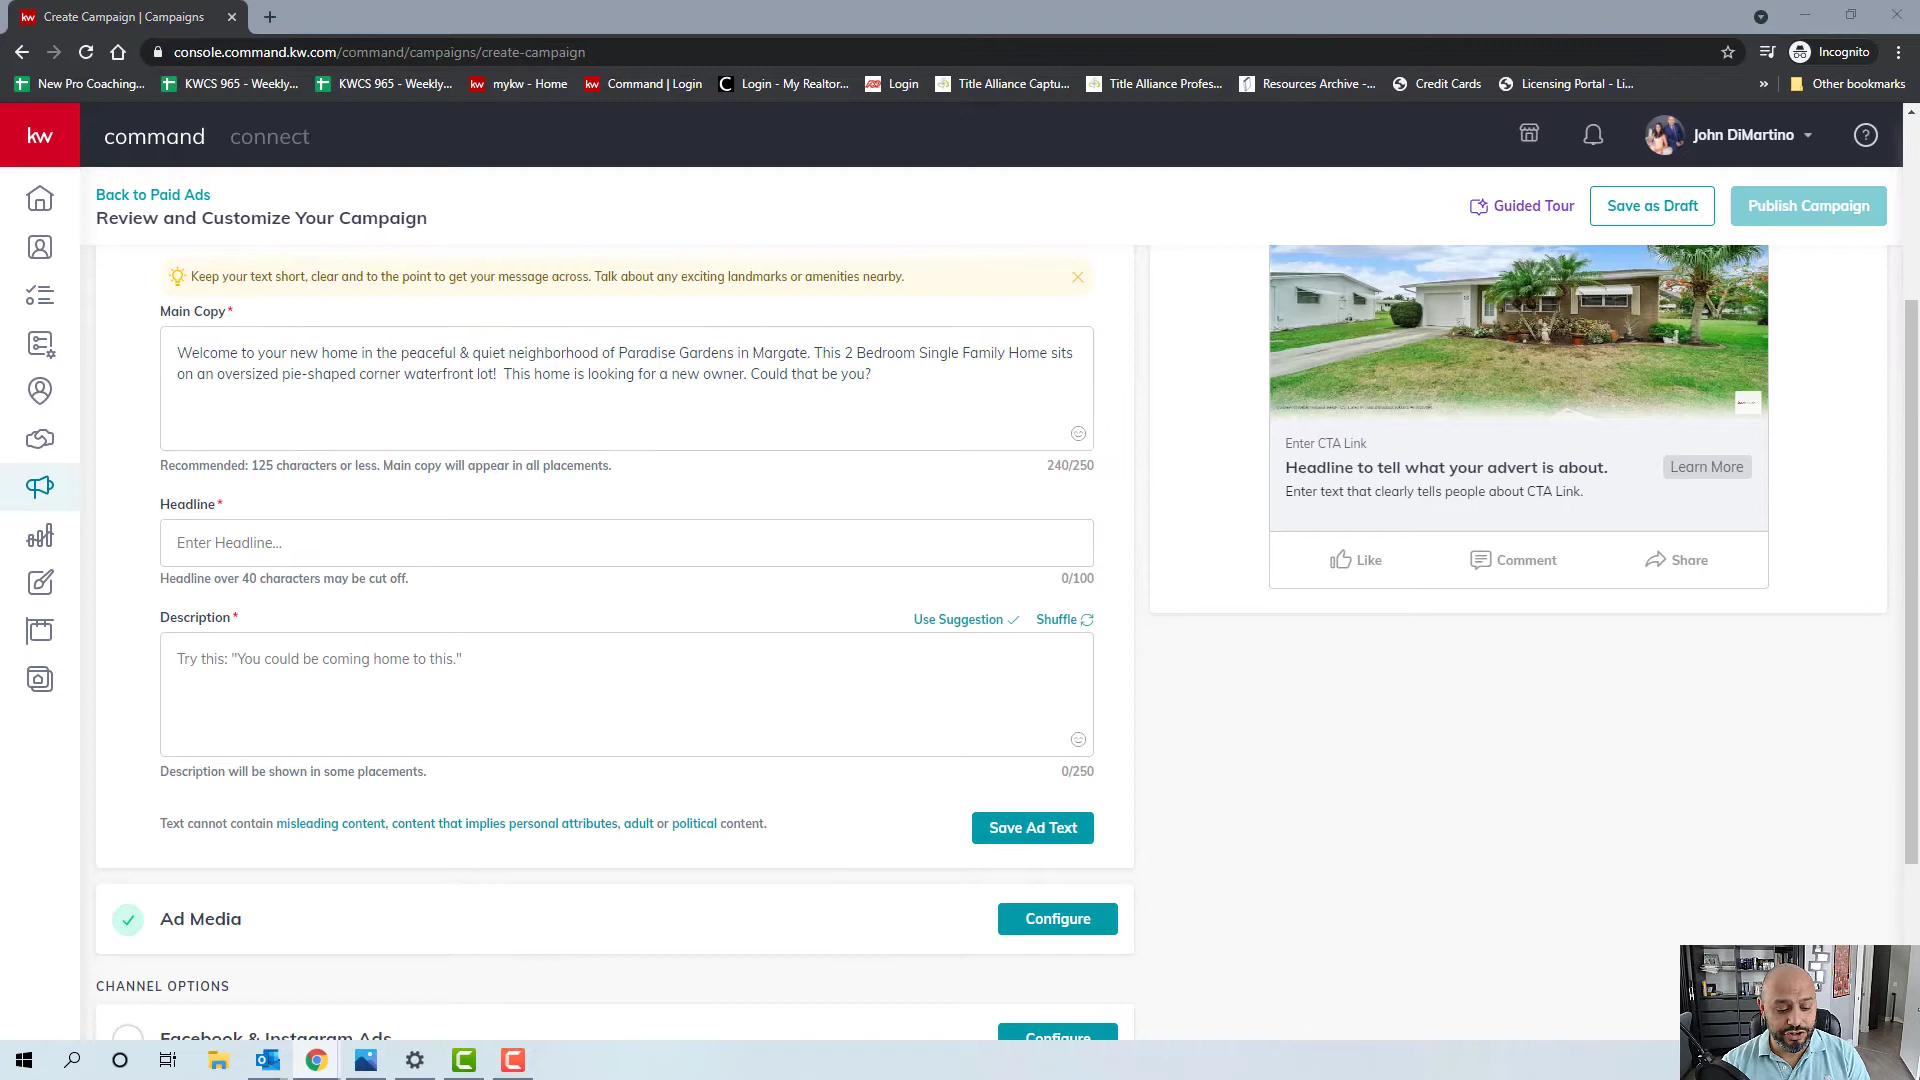 kw Create Campaign | Campaigns
console.command.kw.com/command/campaigns/create-campaign
Incognito
New Pro Coaching...
KWCS 965 - Weekly...
KWCS 965 - Weekly...
kw mykw - Home
kw Command | Login
Login - My Realtor...
Login
Title Alliance Captu...
Title Alliance Profes...
Resources Archive -...
Credit Cards
Licensing Portal - Li...
»
Other bookmarks
kw
command
connect
John DiMartino
Back to Paid Ads
Review and Customize Your Campaign
Guided Tour
Save as Draft
Publish Campaign
Keep your text short, clear and to the point to get your message across. Talk about any exciting landmarks or amenities nearby.
Main Copy*
Welcome to your new home in the peaceful & quiet neighborhood of Paradise Gardens in Margate. This 2 Bedroom Single Family Home sits
on an oversized pie-shaped corner waterfront lot!  This home is looking for a new owner. Could that be you?
Recommended: 125 characters or less. Main copy will appear in all placements.
240/250
Headline*
Enter Headline...
Headline over 40 characters may be cut off.
0/100
Description*
Use Suggestion
Shuffle
Try this: "You could be coming home to this."
Description will be shown in some placements.
0/250
Text cannot contain misleading content, content that implies personal attributes, adult or political content.
Save Ad Text
Ad Media
Configure
CHANNEL OPTIONS
Facebook & Instagram Ads
Configure
Enter CTA Link
Headline to tell what your advert is about.
Learn More
Enter text that clearly tells people about CTA Link.
Like
Comment
Share